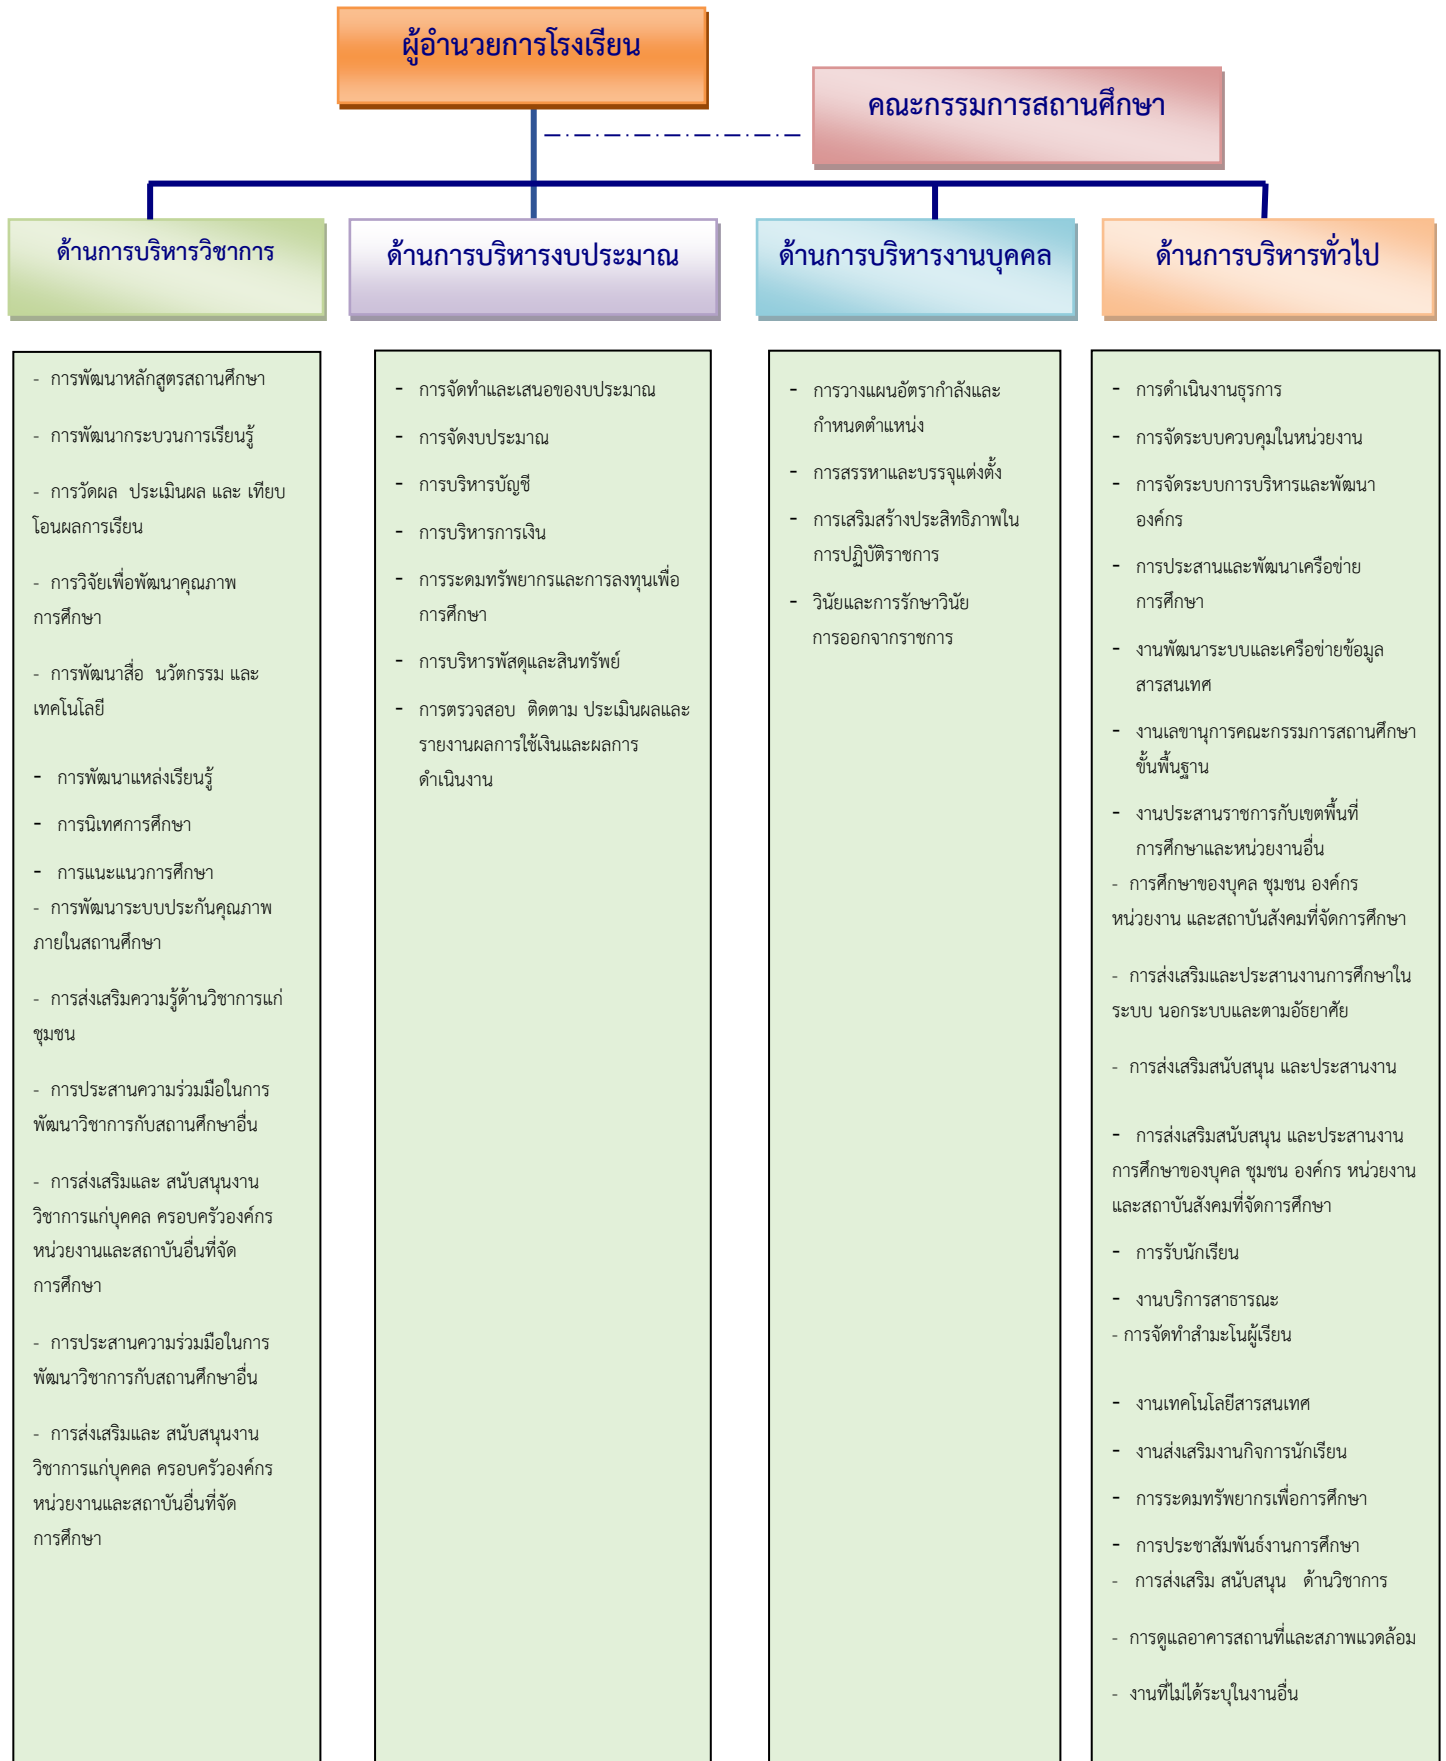 ผู้อำนวยการโรงเรียน
คณะกรรมการสถานศึกษา
ด้านการบริหารวิชาการ
ด้านการบริหารงบประมาณ
ด้านการบริหารงานบุคคล
ด้านการบริหารทั่วไป
- การพัฒนาหลักสูตรสถานศึกษา
- การพัฒนากระบวนการเรียนรู้
- การวัดผล ประเมินผล และ เทียบ
โอนผลการเรียน
- การวิจัยเพื่อพัฒนาคุณภาพ
การศึกษา
- การพัฒนาสื่อ นวัตกรรม และ
เทคโนโลยี
- การพัฒนาแหล่งเรียนรู้
- การนิเทศการศึกษา
- การแนะแนวการศึกษา
- การพัฒนาระบบประกันคุณภาพ
ภายในสถานศึกษา
- การส่งเสริมความรู้ด้านวิชาการแก่
ชุมชน
- การประสานความร่วมมือในการ
พัฒนาวิชาการกับสถานศึกษาอื่น
- การส่งเสริมและ สนับสนุนงาน
วิชาการแก่บุคคล ครอบครัวองค์กร
หน่วยงานและสถาบันอื่นที่จัด
การศึกษา
- การประสานความร่วมมือในการ
พัฒนาวิชาการกับสถานศึกษาอื่น
- การส่งเสริมและ สนับสนุนงาน
วิชาการแก่บุคคล ครอบครัวองค์กร
หน่วยงานและสถาบันอื่นที่จัด
การศึกษา
- การจัดทำและเสนอของบประมาณ
- การจัดงบประมาณ
- การบริหารบัญชี
- การบริหารการเงิน
- การระดมทรัพยากรและการลงทุนเพื่อ
การศึกษา
- การบริหารพัสดุและสินทรัพย์
- การตรวจสอบ ติดตาม ประเมินผลและ
รายงานผลการใช้เงินและผลการ
ดำเนินงาน
- การวางแผนอัตรากำลังและ
กำหนดตำแหน่ง
- การสรรหาและบรรจุแต่งตั้ง
- การเสริมสร้างประสิทธิภาพใน
การปฏิบัติราชการ
- วินัยและการรักษาวินัย
การออกจากราชการ
- การดำเนินงานธุรการ
- การจัดระบบควบคุมในหน่วยงาน
- การจัดระบบการบริหารและพัฒนา
องค์กร
- การประสานและพัฒนาเครือข่าย
การศึกษา
- งานพัฒนาระบบและเครือข่ายข้อมูล
สารสนเทศ
- งานเลขานุการคณะกรรมการสถานศึกษา
ขั้นพื้นฐาน
- งานประสานราชการกับเขตพื้นที่
การศึกษาและหน่วยงานอื่น
- การศึกษาของบุคล ชุมชน องค์กร
หน่วยงาน และสถาบันสังคมที่จัดการศึกษา
- การส่งเสริมและประสานงานการศึกษาใน
ระบบ นอกระบบและตามอัธยาศัย
- การส่งเสริมสนับสนุน และประสานงาน
- การส่งเสริมสนับสนุน และประสานงาน
การศึกษาของบุคล ชุมชน องค์กร หน่วยงาน
และสถาบันสังคมที่จัดการศึกษา
- การรับนักเรียน
- งานบริการสาธารณะ
- การจัดทำสำมะโนผู้เรียน
- งานเทคโนโลยีสารสนเทศ
- งานส่งเสริมงานกิจการนักเรียน
- การระดมทรัพยากรเพื่อการศึกษา
- การประชาสัมพันธ์งานการศึกษา
- การส่งเสริม สนับสนุน ด้านวิชาการ
- การดูแลอาคารสถานที่และสภาพแวดล้อม
- งานที่ไม่ได้ระบุในงานอื่น